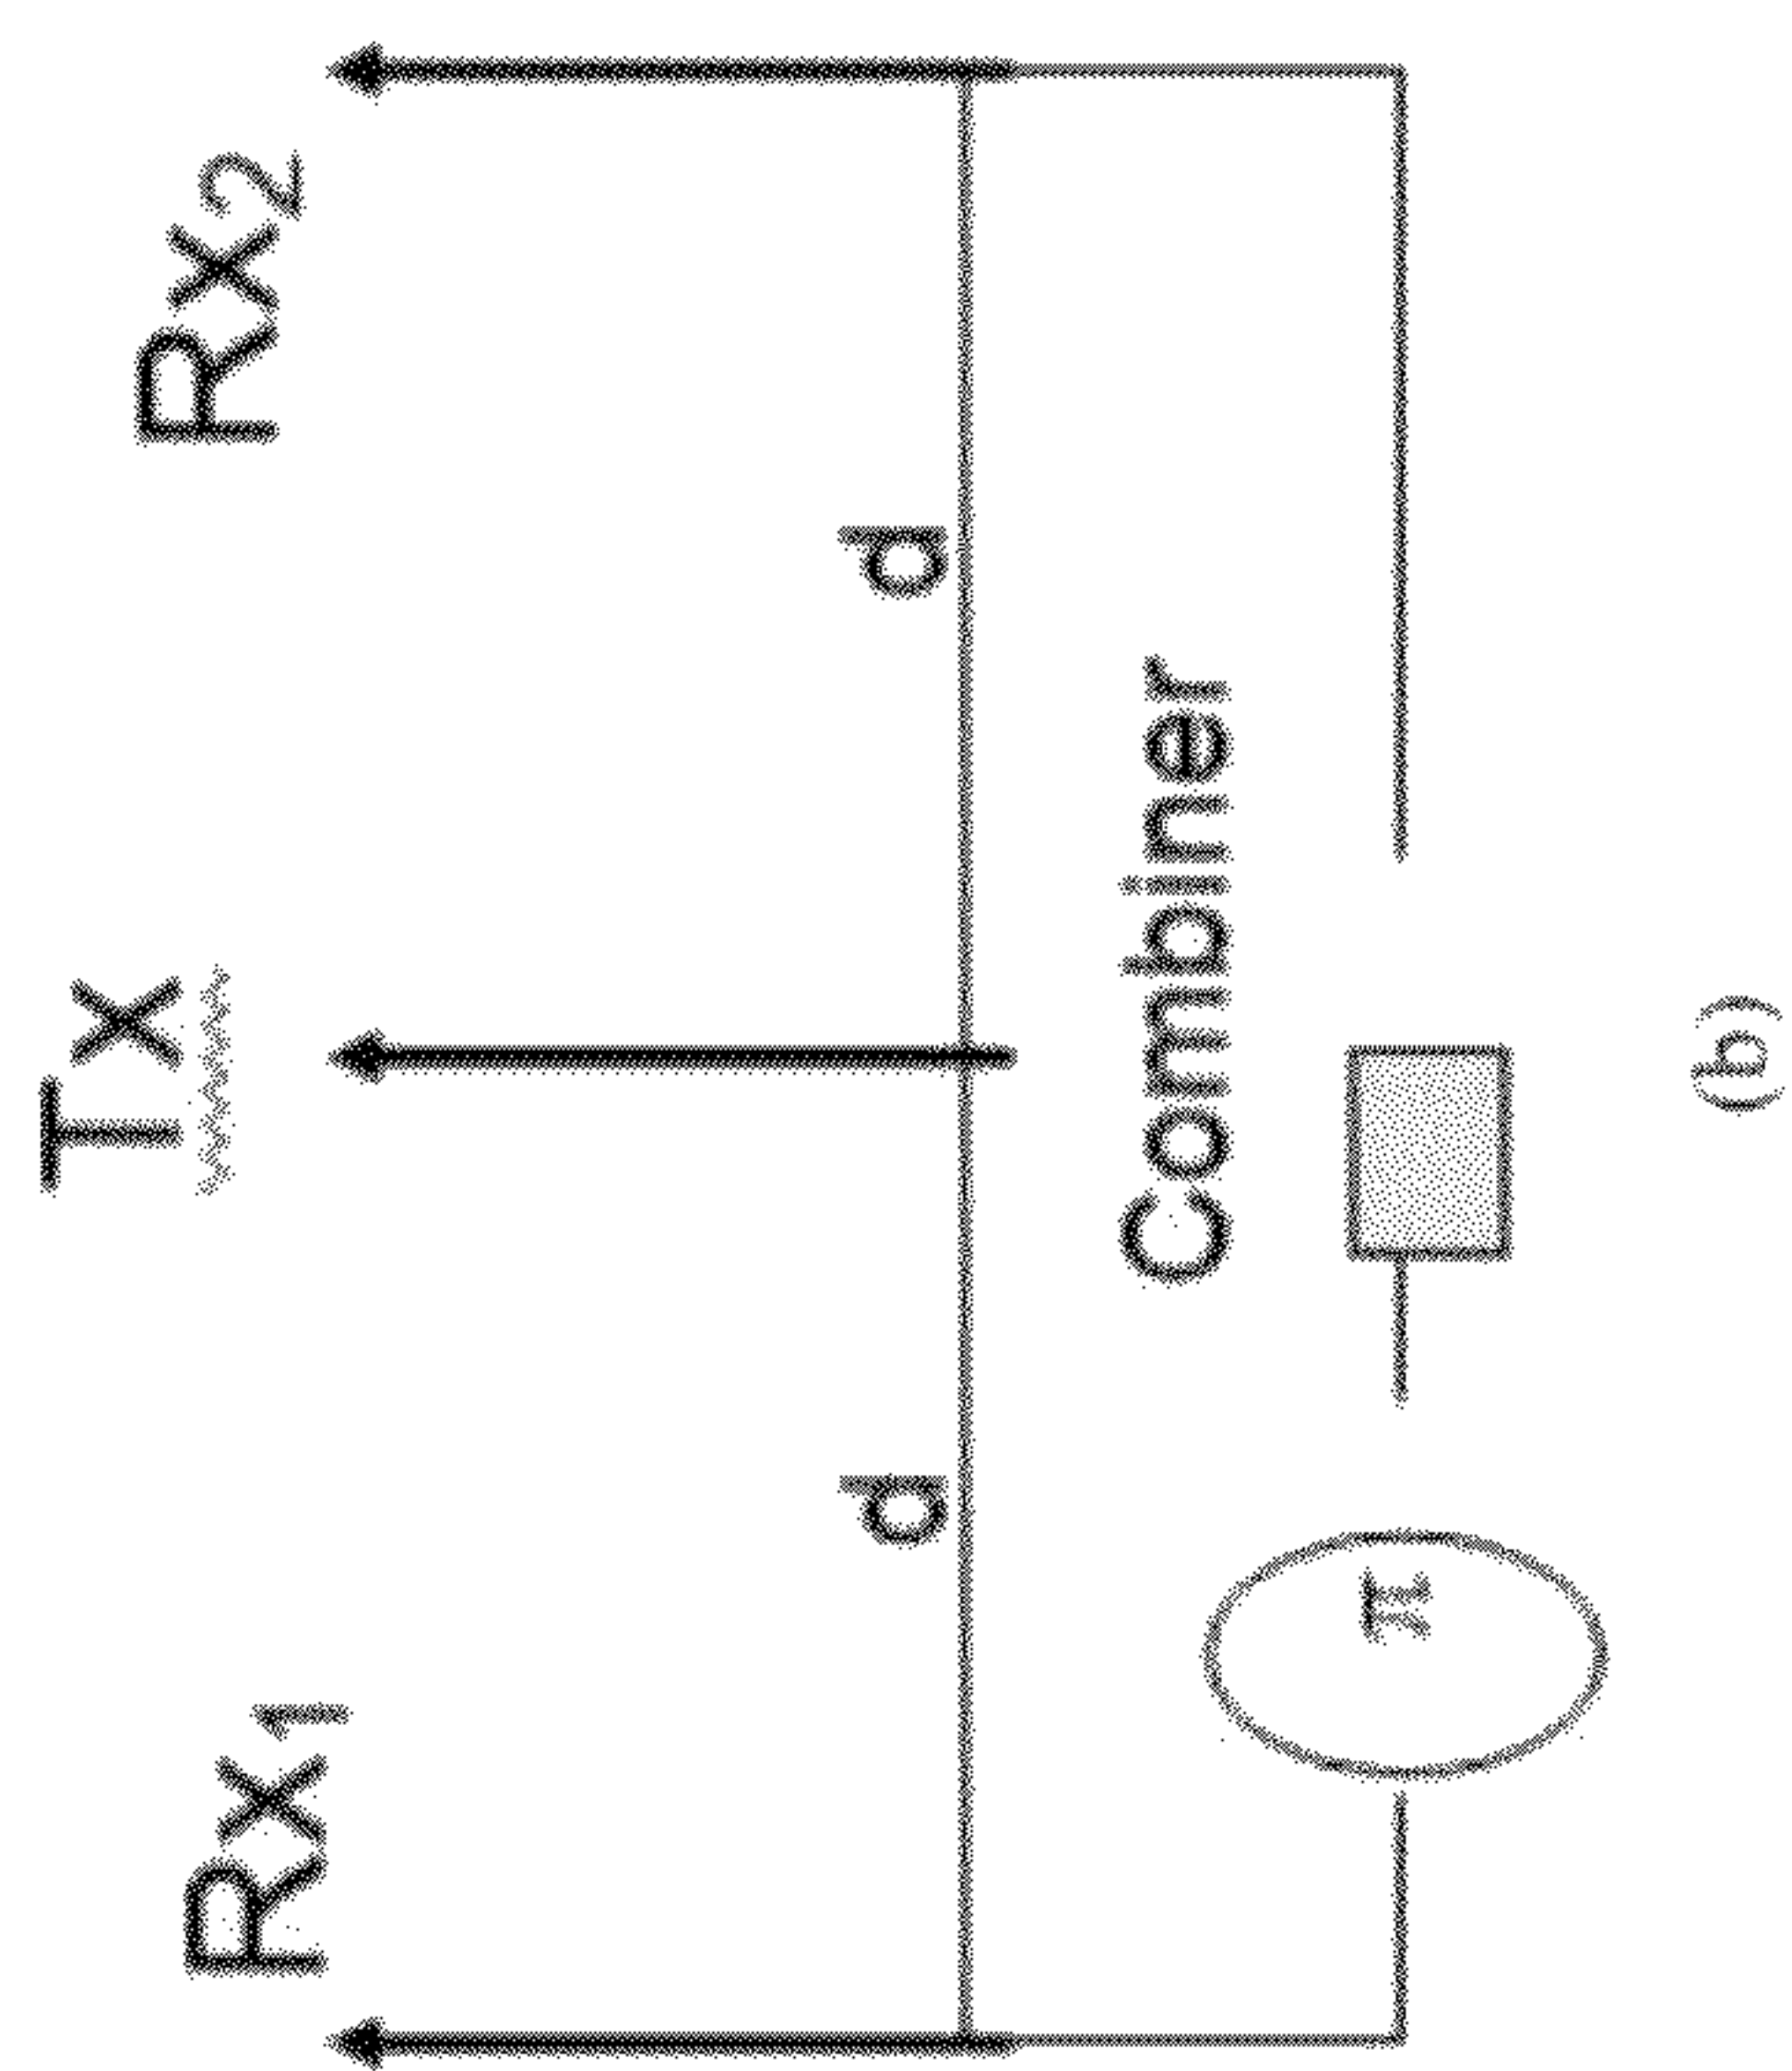 Rx₁
Tx
Rx₂
d
d
Combiner
π
(b)